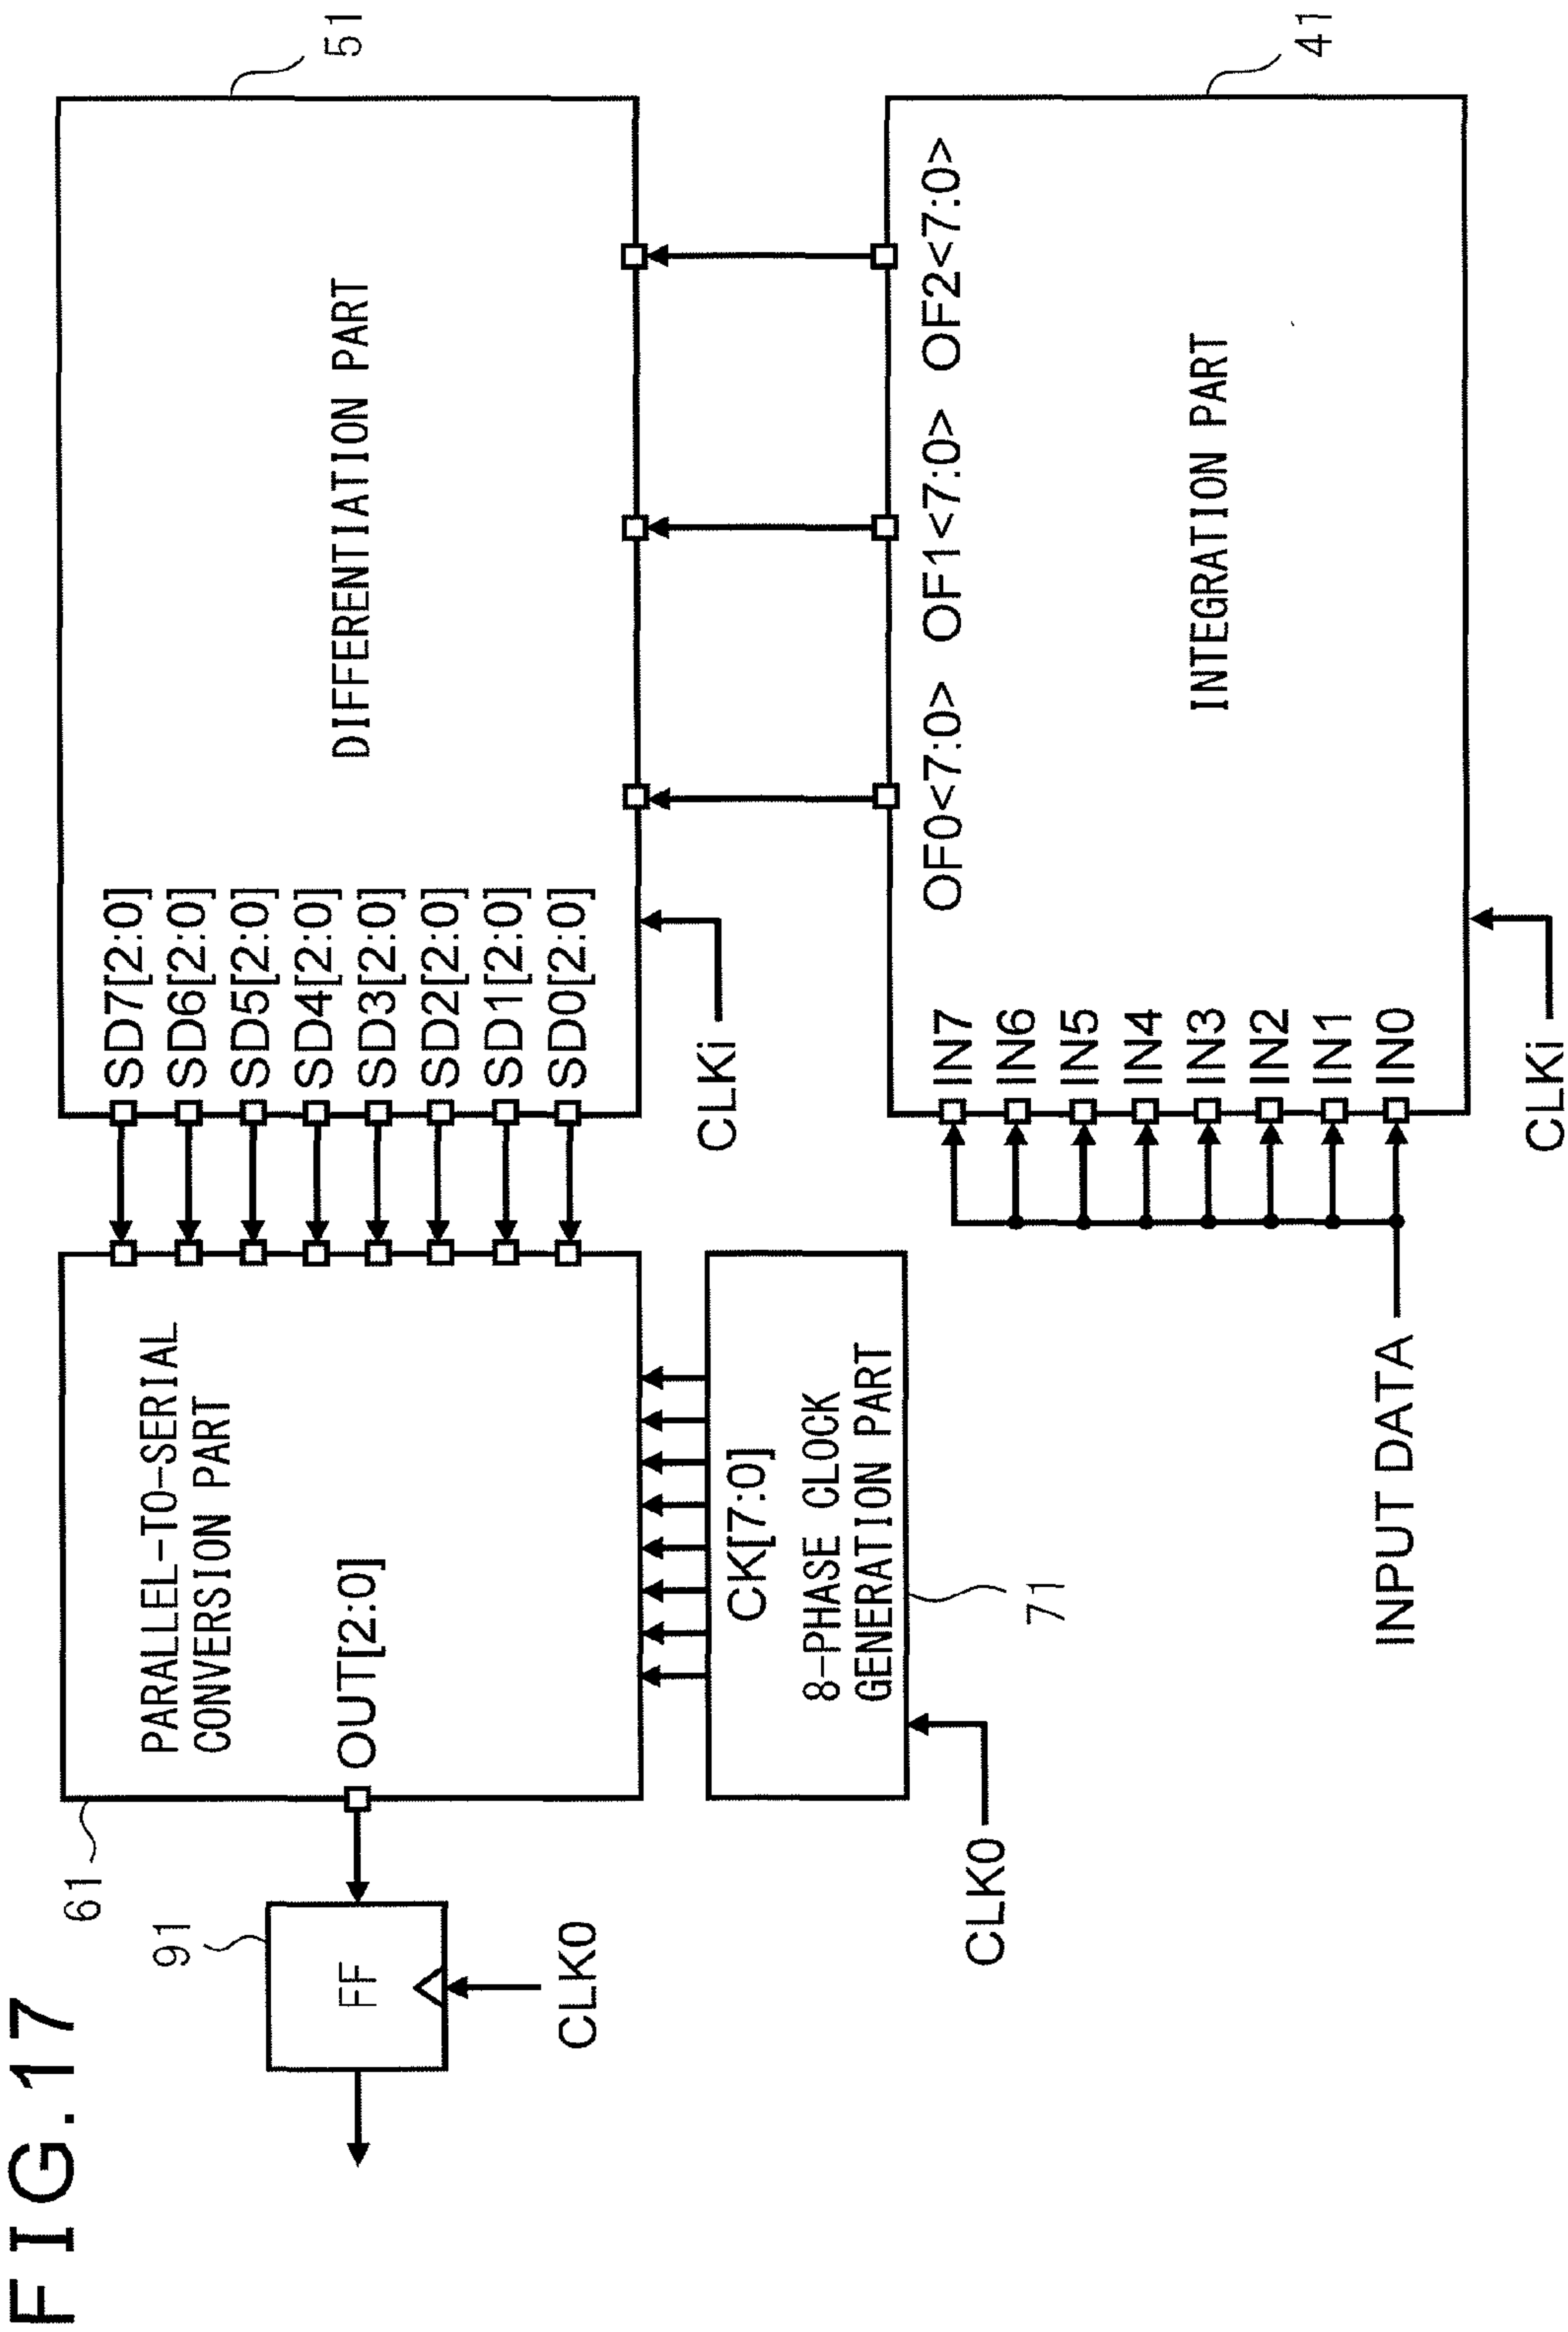 FIG.17
61
91
FF
CLK0
PARALLEL-TO-SERIAL
CONVERSION PART
OUT[2:0]
CK[7:0]
8-PHASE CLOCK
GENERATION PART
71
CLK0
SD7[2:0]
SD6[2:0]
SD5[2:0]
SD4[2:0]
SD3[2:0]
SD2[2:0]
SD1[2:0]
SD0[2:0]
DIFFERENTIATION PART
51
CLKi
OF0<7:0> OF1<7:0> OF2<7:0>
IN7
IN6
IN5
IN4
IN3
IN2
IN1
IN0
INTEGRATION PART
41
INPUT DATA
CLKi